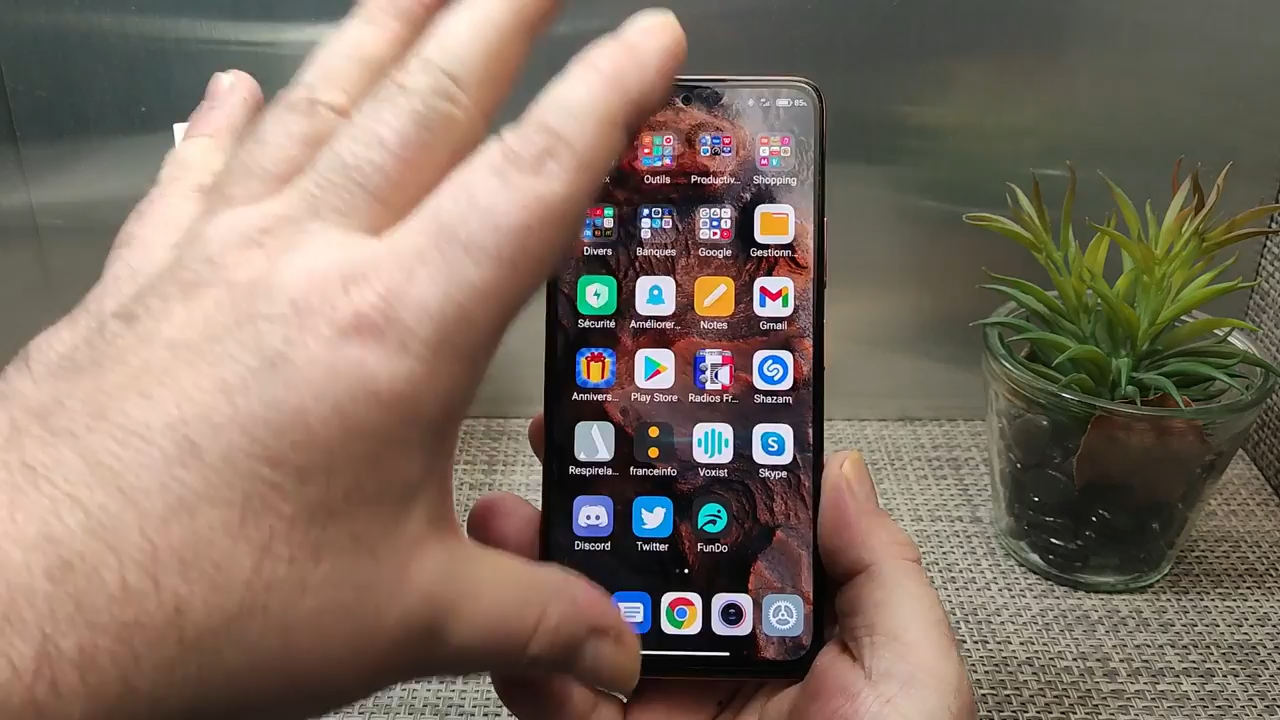 85%
Outils Productiv... Shopping
Divers Banques Google Gestionn...
Sécurité Améliorer... Notes Gmail
Annivers... Play Store Radios Fr... Shazam
Respirela... franceinfo Voxist Skype
Discord Twitter FunDo